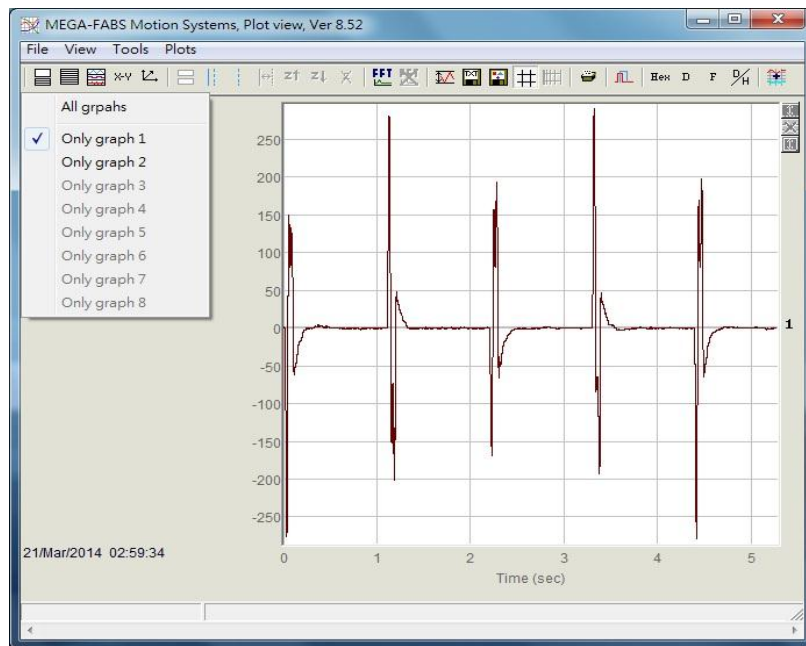 MEGA-FABS Motion Systems, Plot view, Ver 8.52
File View Tools Plots
X-Y FFT TXT Hex D F D/H
All grpahs
Only graph 1
Only graph 2
Only graph 3
Only graph 4
Only graph 5
Only graph 6
Only graph 7
Only graph 8
250
200
150
100
50
0
-50
-100
-150
-200
-250
1
0 1 2 3 4 5
Time (sec)
21/Mar/2014 02:59:34